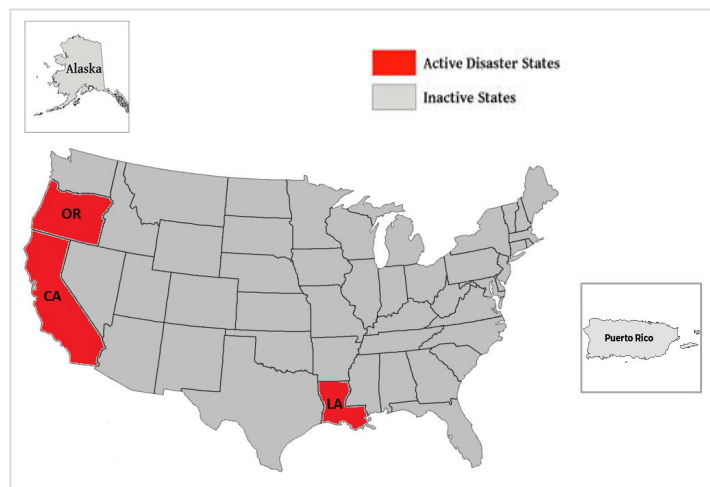 Alaska
Active Disaster States
Inactive States
OR
CA
LA
Puerto Rico